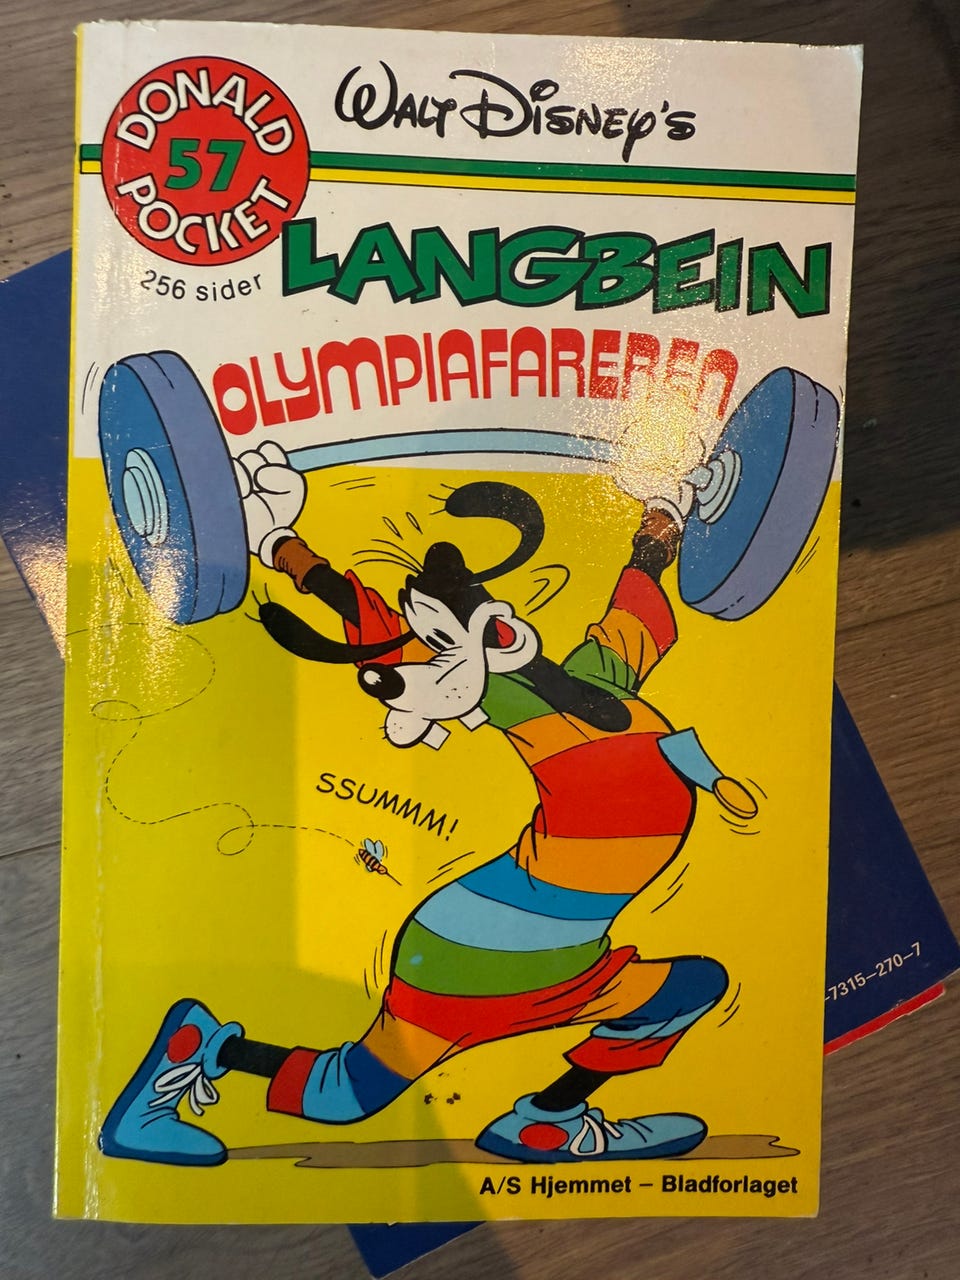 DONALD
57
POCKET
256 sider
WALT DISNEY'S
LANGBEIN
OLYMPIAFAREREN
SSUMMM!
-7315-270-7
A/S Hjemmet – Bladforlaget